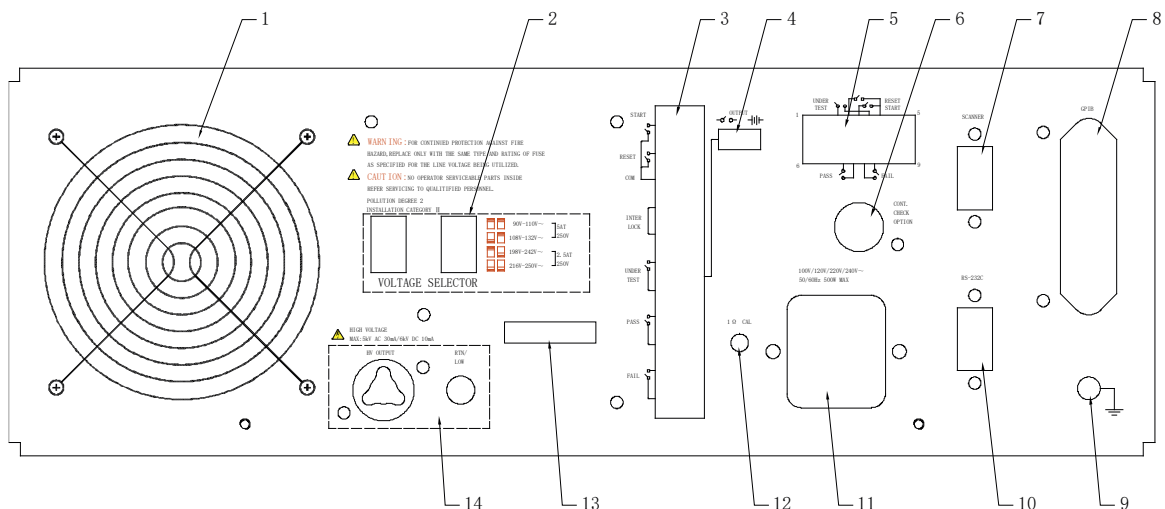 1
2
3
4
5
6
7
8
WARNING:FOR CONTINUED PROTECTION AGAINST FIRE
HAZARD,REPLACE ONLY WITH THE SAME TYPE AND RATING OF FUSE
AS SPECIFIED FOR THE LINE VOLTAGE BEING UTILIZED.
CAUTION:NO OPERATOR SERVICEABLE PARTS INSIDE
REFER SERVICING TO QUALITIFIED PERSONNEL.
POLLUTION DEGREE 2
INSTALLATION CATEGORY II
90V-110V~
108V-132V~
5AT
250V
198V-242V~
216V-250V~
2.5AT
250V
VOLTAGE SELECTOR
HIGH VOLTAGE
MAX:5kV AC 30mA/6kV DC 10mA
HV OUTPUT
RTN/
LOW
START
RESET
COM
INTER
LOCK
UNDER
TEST
PASS
FAIL
OUTPUT
UNDER
TEST
RESET
START
1
5
6
9
PASS
FAIL
CONT.
CHECK
OPTION
100V/120V/220V/240V~
50/60Hz 500W MAX
1Ω CAL
SCANNER
RS-232C
GPIB
14
13
12
11
10
9